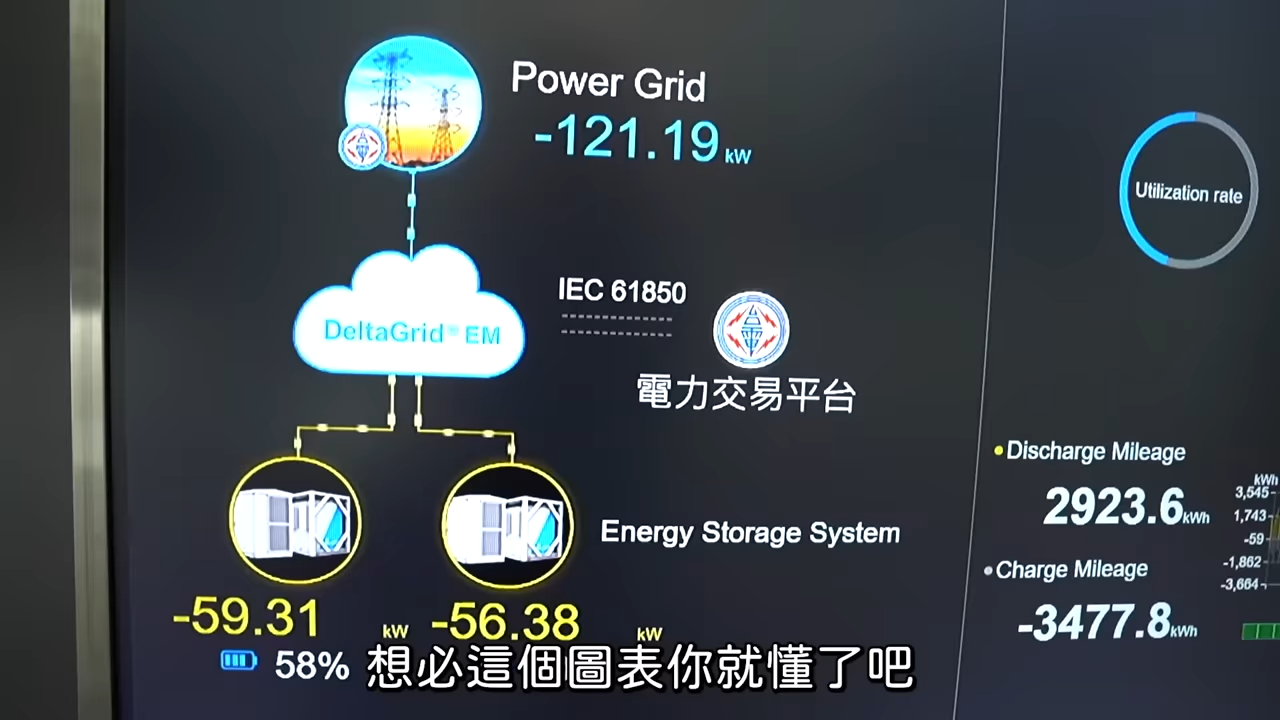 Power Grid
-121.19 kW
Utilization rate
IEC 61850
DeltaGrid® EM
台電
電力交易平台
Discharge Mileage
2923.6 kWh
kWh
3,545
1,743
-59
-1,862
-3,664
Energy Storage System
Charge Mileage
-3477.8 kWh
-59.31 kW
-56.38 kW
58%
想必這個圖表你就懂了吧